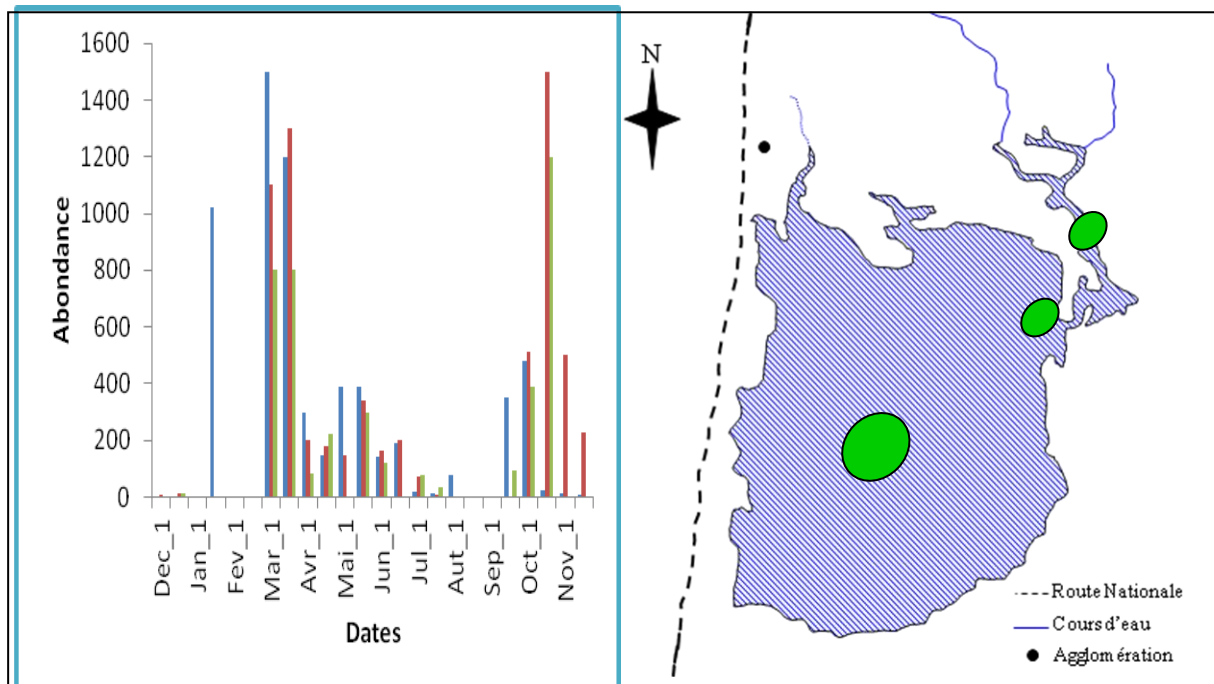 1600
1400
1200
1000
800
600
400
200
0
Abondance
Dec_1
Jan_1
Fev_1
Mar_1
Avr_1
Mai_1
Jun_1
Jul_1
Aut_1
Sep_1
Oct_1
Nov_1
Dates
N
Route Nationale
Cours d'eau
Agglomération